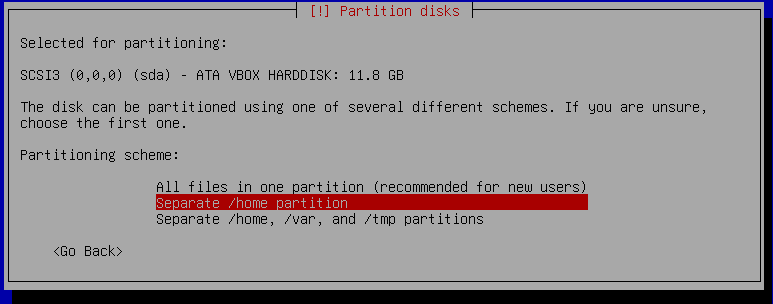 [!] Partition disks
Selected for partitioning:
SCSI3 (0,0,0) (sda) - ATA VBOX HARDDISK: 11.8 GB
The disk can be partitioned using one of several different schemes. If you are unsure,
choose the first one.
Partitioning scheme:
All files in one partition (recommended for new users)
Separate /home partition
Separate /home, /var, and /tmp partitions
<Go Back>